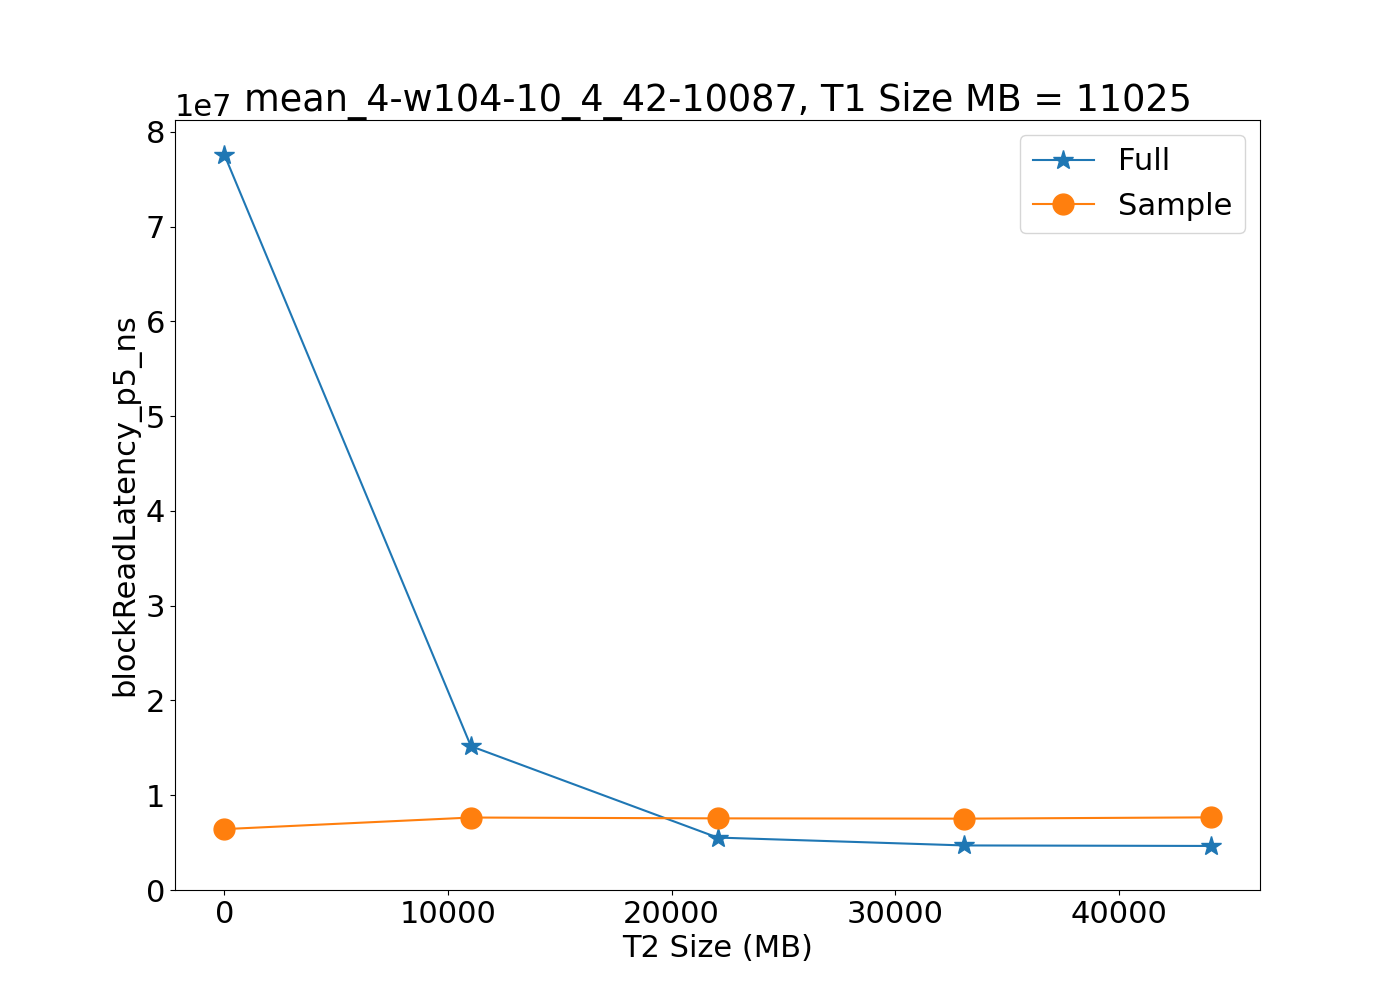 1e7 mean_4-w104-10_4_42-10087, T1 Size MB = 11025
Full
Sample
blockReadLatency_p5_ns
8
7
6
5
4
3
2
1
0
0 10000 20000 30000 40000
T2 Size (MB)